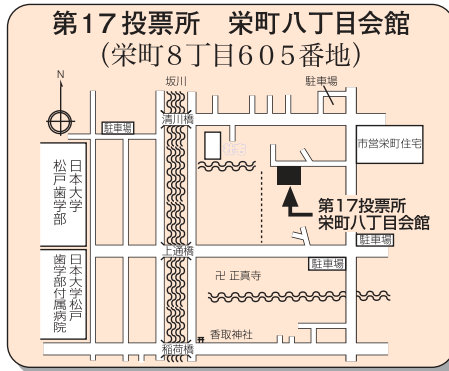 第17投票所 栄町八丁目会館
(栄町8丁目605番地)
N
坂川
駐車場
駐車場
清川橋
市営栄町住宅
日本大学
松戸歯学部
第17投票所
栄町八丁目会館
駐車場
上通橋
駐車場
日本大学松戸
歯学部付属病院
卍 正真寺
香取神社
稲荷橋